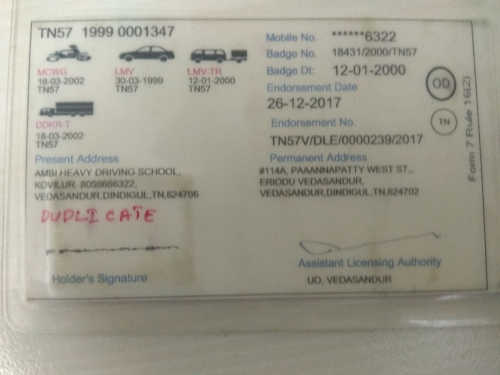 TN57 1999 0001347
Mobile No. ******6322
Badge No. 18431/2000/TN57
Badge Dt: 12-01-2000
MCWG LMV LMV-TR
18-03-2002 30-03-1999 12-01-2000
TN57 TN57 TN57
Endorsement Date
26-12-2017
OD
DDKR-T
18-03-2002
TN57
Endorsement No.
TN57V/DLE/0000239/2017
TN
Form 7 Rule 16(2)
Present Address
AMBI HEAVY DRIVING SCHOOL,
KOVILUR 8056666322,
VEDASANDUR,DINDIGUL,TN,624706
Permanent Address
#114A, PAAANNAPATTY WEST ST,,
ERIODU VEDASANDUR,
VEDASANDUR,DINDIGUL,TN,624702
DUPLICATE
Holder's Signature
Assistant Licensing Authority
UO, VEDASANDUR